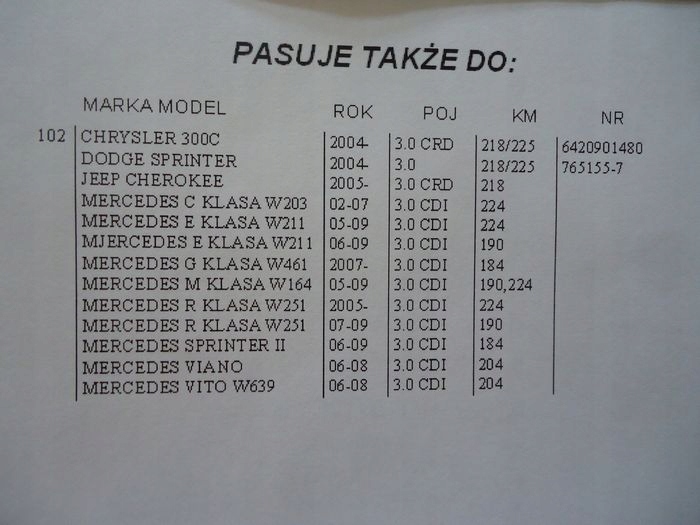 PASUJE TAKŻE DO:
MARKA MODEL ROK POJ KM NR
102 CHRYSLER 300C 2004- 3.0 CRD 218/225 6420901480
DODGE SPRINTER 2004- 3.0 218/225 765155-7
JEEP CHEROKEE 2005- 3.0 CRD 218
MERCEDES C KLASA W203 02-07 3.0 CDI 224
MERCEDES E KLASA W211 05-09 3.0 CDI 224
MJERCEDES E KLASA W211 06-09 3.0 CDI 190
MERCEDES G KLASA W461 2007- 3.0 CDI 184
MERCEDES M KLASA W164 05-09 3.0 CDI 190,224
MERCEDES R KLASA W251 2005- 3.0 CDI 224
MERCEDES R KLASA W251 07-09 3.0 CDI 190
MERCEDES SPRINTER II 06-09 3.0 CDI 184
MERCEDES VIANO 06-08 3.0 CDI 204
MERCEDES VITO W639 06-08 3.0 CDI 204